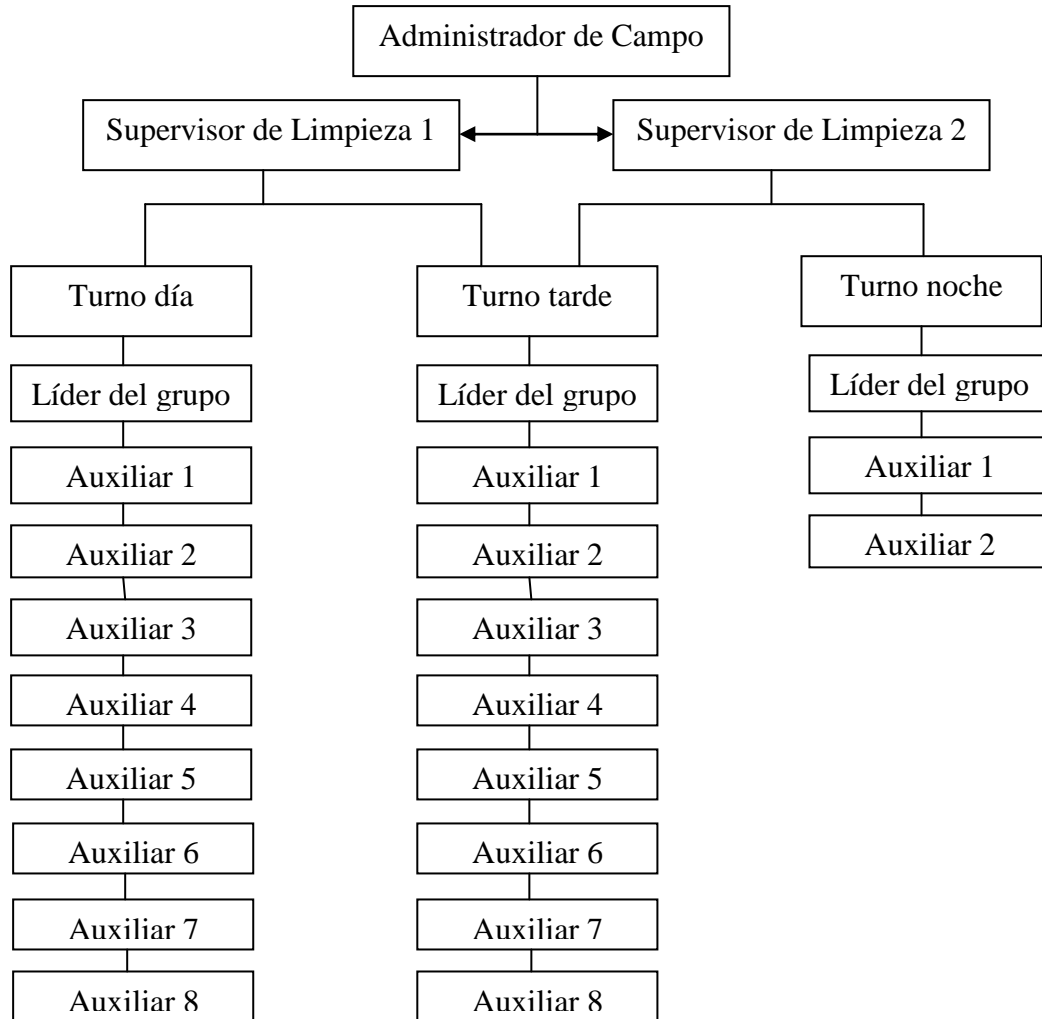 Administrador de Campo
Supervisor de Limpieza 1
Supervisor de Limpieza 2
Turno día
Turno tarde
Turno noche
Líder del grupo
Líder del grupo
Líder del grupo
Auxiliar 1
Auxiliar 1
Auxiliar 1
Auxiliar 2
Auxiliar 2
Auxiliar 2
Auxiliar 3
Auxiliar 3
Auxiliar 4
Auxiliar 4
Auxiliar 5
Auxiliar 5
Auxiliar 6
Auxiliar 6
Auxiliar 7
Auxiliar 7
Auxiliar 8
Auxiliar 8